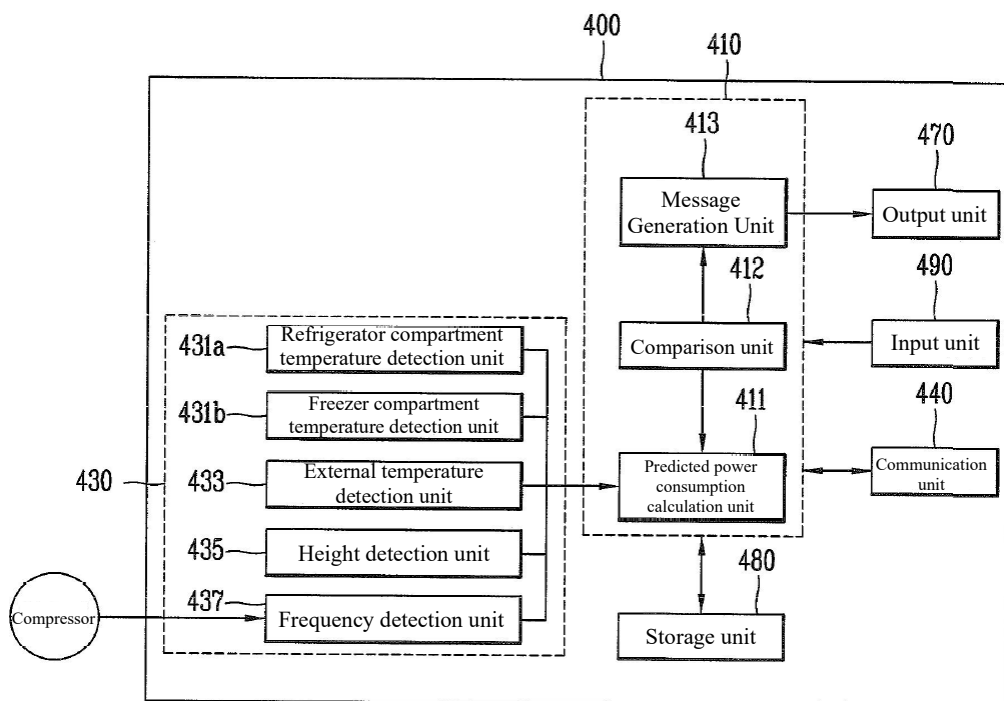 400
410
413
470
Message
Generation Unit
Output unit
412
490
431a
Refrigerator compartment
temperature detection unit
Comparison unit
Input unit
431b
Freezer compartment
temperature detection unit
411
440
430
433
External temperature
detection unit
Predicted power
consumption
calculation unit
Communication
unit
435
Height detection unit
480
437
Compressor
Frequency detection unit
Storage unit